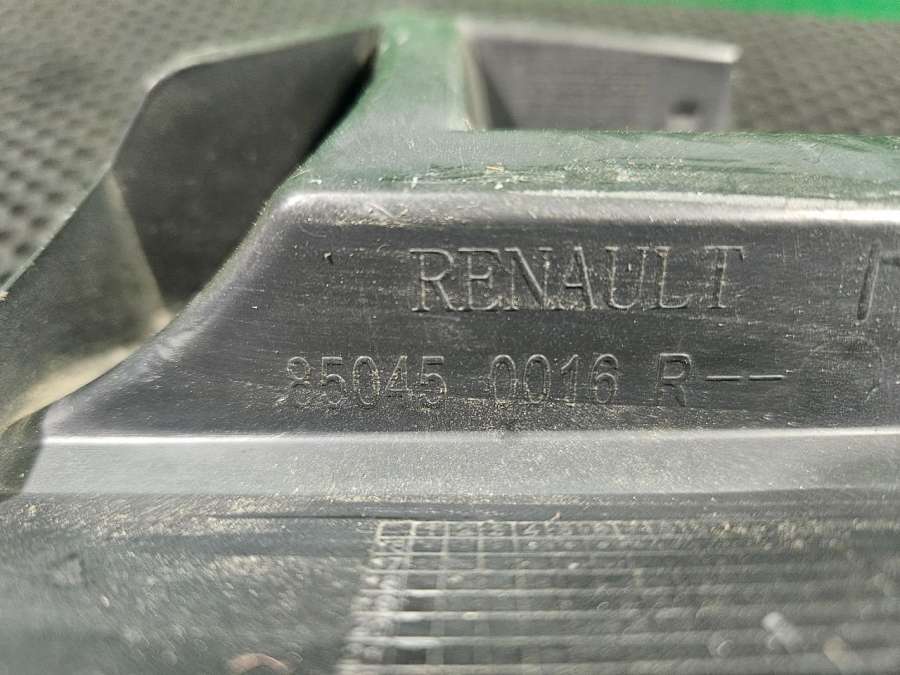 RENAULT
85045 0016 R--